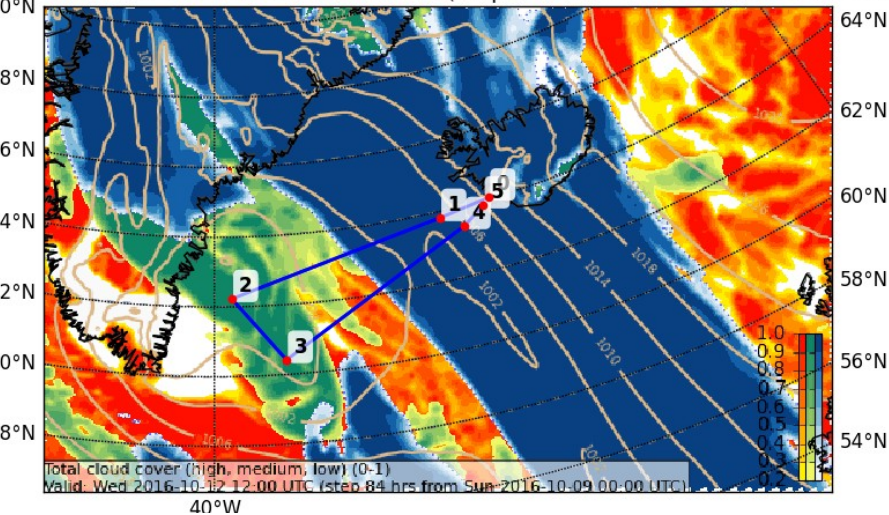 0°N
64°N
1002
8°N
62°N
6°N
0
5
60°N
1
4
4°N
1018
1014
58°N
2
2°N
1002
3
1010
1.0
0.9
0.8
0.7
0.6
0.5
0.4
0.3
0.2
56°N
0°N
1006
8°N
54°N
Total cloud cover (high, medium, low) (0-1)
Valid: Wed 2016-10-12 12:00 UTC (step 84 hrs from Sun 2016-10-09 00:00 UTC)
40°W